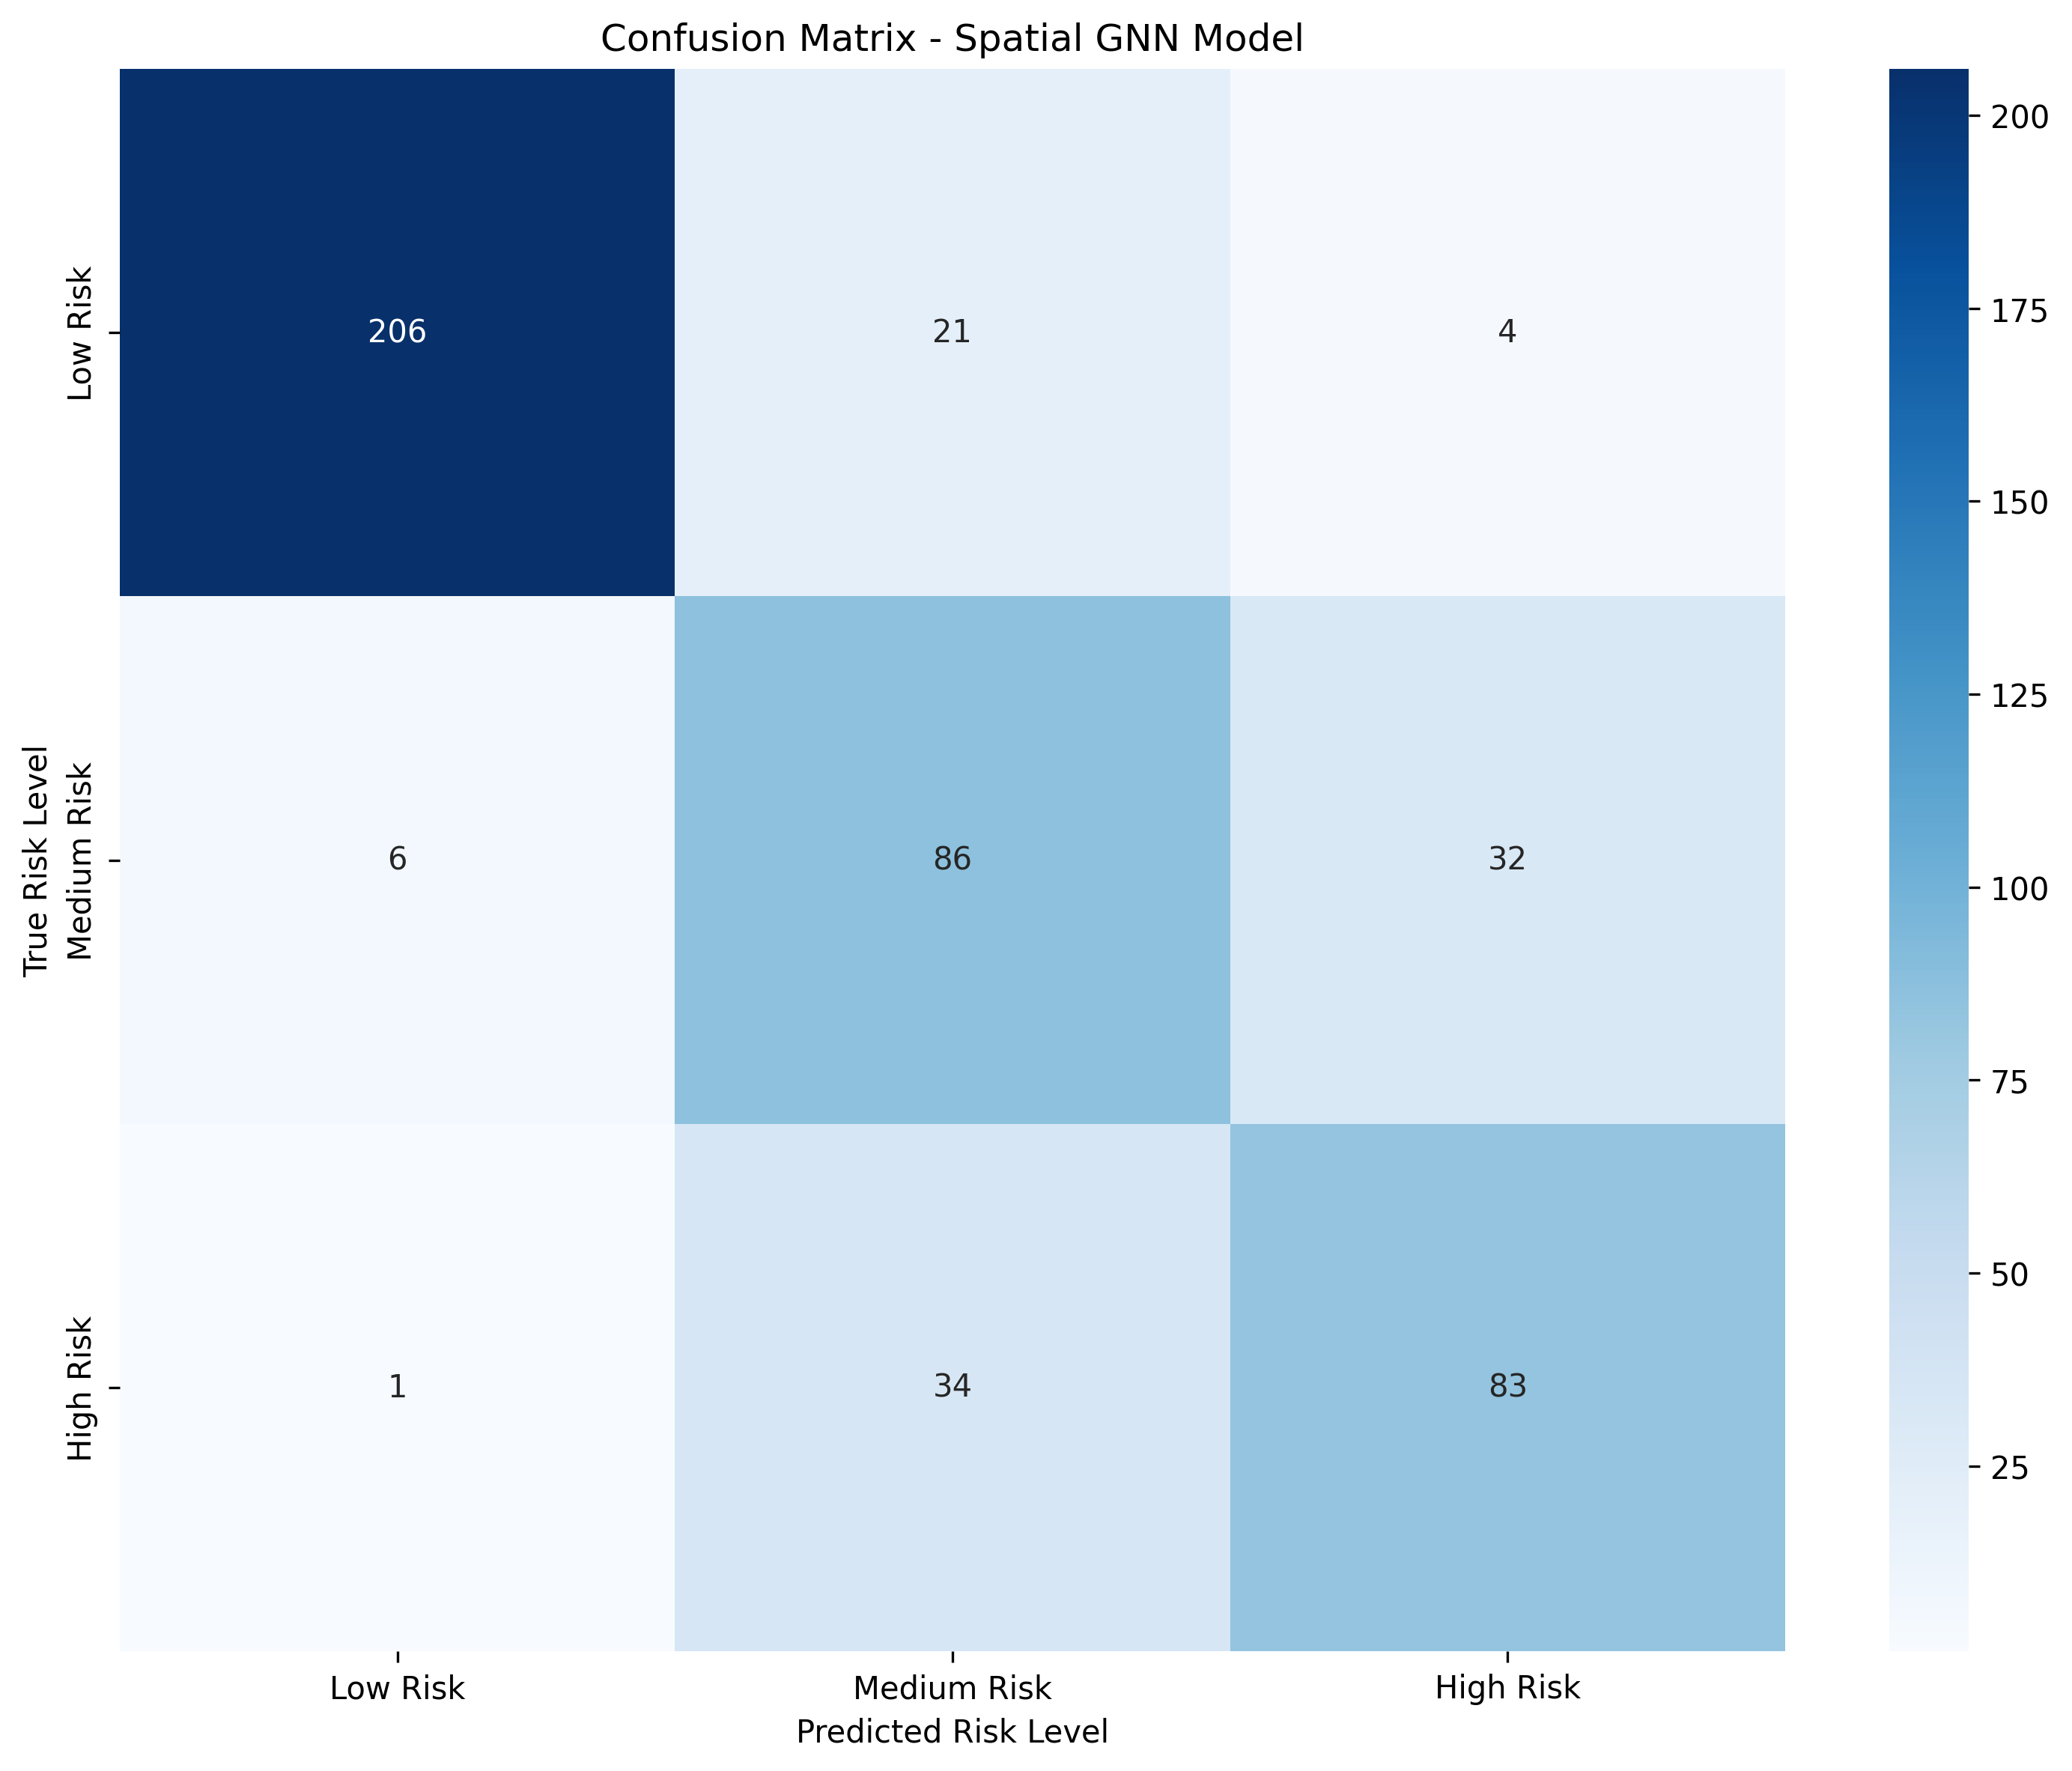 Confusion Matrix - Spatial GNN Model
True Risk Level
Low Risk
206 21 4
Medium Risk
6 86 32
High Risk
1 34 83
Low Risk Medium Risk High Risk
Predicted Risk Level
200
175
150
125
100
75
50
25